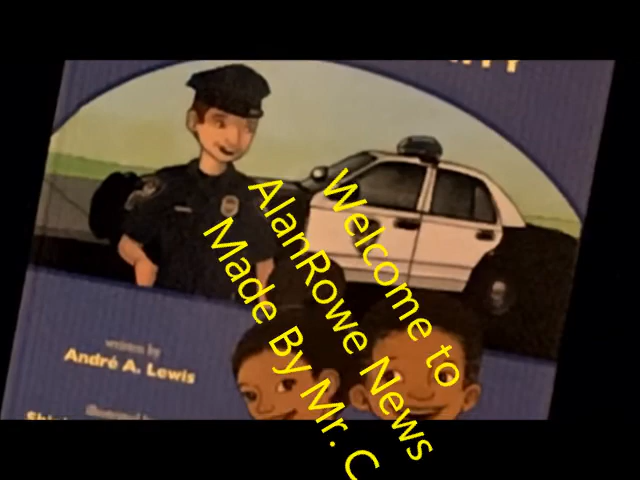 written by
André A. Lewis
Welcome to
AlanRowe News
Made By Mr. C